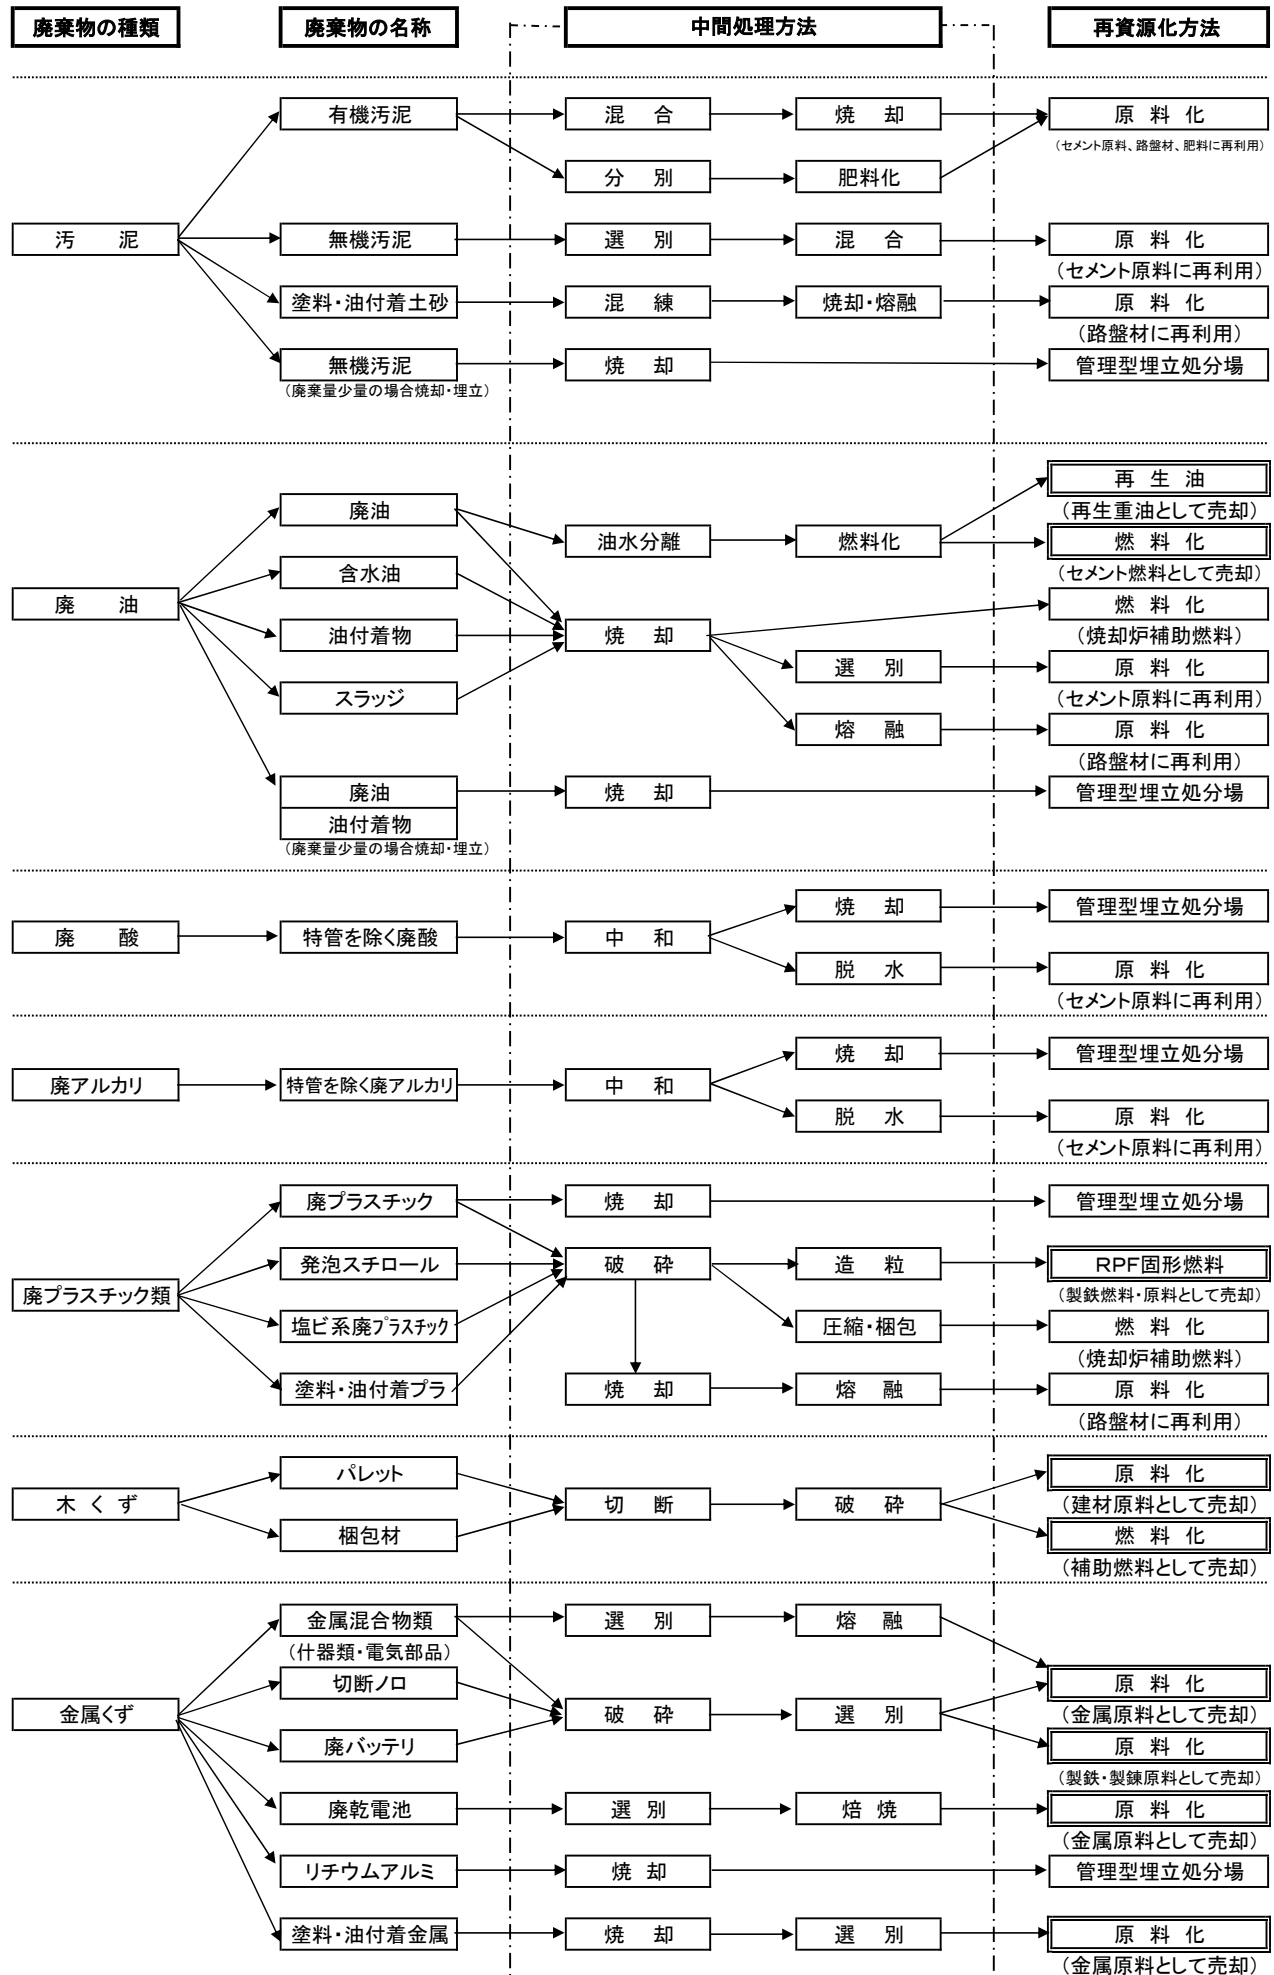 廃棄物の種類 廃棄物の名称 中間処理方法 再資源化方法
有機汚泥 混 合 焼 却 原 料 化
(セメント原料、路盤材、肥料に再利用)
分 別 肥料化
汚 泥 無機汚泥 選 別 混 合 原 料 化
(セメント原料に再利用)
塗料・油付着土砂 混 練 焼却・熔融 原 料 化
(路盤材に再利用)
無機汚泥 焼 却 管理型埋立処分場
(廃棄量少量の場合焼却・埋立)
再 生 油
廃油 (再生重油として売却)
油水分離 燃料化 燃 料 化
含水油 (セメント燃料として売却)
廃 油 燃 料 化
油付着物 焼 却 (焼却炉補助燃料)
選 別 原 料 化
スラッジ (セメント原料に再利用)
熔 融 原 料 化
(路盤材に再利用)
廃油 焼 却 管理型埋立処分場
油付着物
(廃棄量少量の場合焼却・埋立)
焼 却 管理型埋立処分場
廃 酸 特管を除く廃酸 中 和
脱 水 原 料 化
(セメント原料に再利用)
焼 却 管理型埋立処分場
廃アルカリ 特管を除く廃アルカリ 中 和
脱 水 原 料 化
(セメント原料に再利用)
廃プラスチック 焼 却 管理型埋立処分場
発泡スチロール 破 砕 造 粒 RPF固形燃料
廃プラスチック類 (製鉄燃料・原料として売却)
塩ビ系廃プラスチック 圧縮・梱包 燃 料 化
(焼却炉補助燃料)
塗料・油付着プラ 焼 却 熔 融 原 料 化
(路盤材に再利用)
パレット 原 料 化
木 く ず 切 断 破 砕 (建材原料として売却)
梱包材 燃 料 化
(補助燃料として売却)
金属混合物類 選 別 熔 融
(什器類・電気部品)
切断ノロ 原 料 化
金属くず 破 砕 選 別 (金属原料として売却)
廃バッテリ 原 料 化
(製鉄・製錬原料として売却)
廃乾電池 選 別 焙 焼 原 料 化
(金属原料として売却)
リチウムアルミ 焼 却 管理型埋立処分場
塗料・油付着金属 焼 却 選 別 原 料 化
(金属原料として売却)